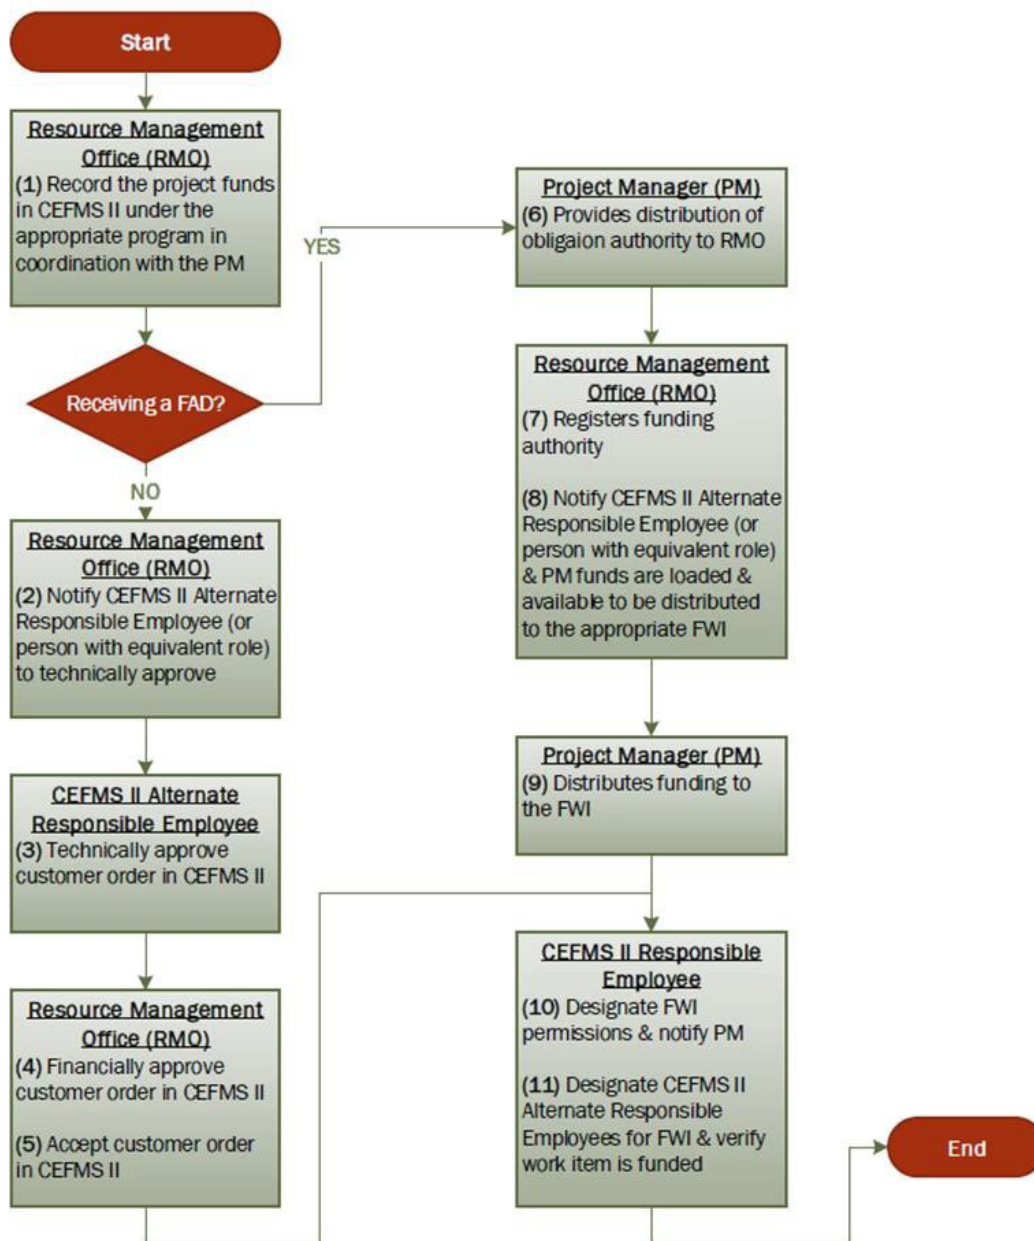 Start
Resource Management
Office (RMO)
(1) Record the project funds
in CEFMS II under the
appropriate program in
coordination with the PM
Receiving a FAD?
YES
NO
Resource Management
Office (RMO)
(2) Notify CEFMS II Alternate
Responsible Employee (or
person with equivalent role)
to technically approve
CEFMS II Alternate
Responsible Employee
(3) Technically approve
customer order in CEFMS II
Resource Management
Office (RMO)
(4) Financially approve
customer order in CEFMS II
(5) Accept customer order
in CEFMS II
Project Manager (PM)
(6) Provides distribution of
obligaion authority to RMO
Resource Management
Office (RMO)
(7) Registers funding
authority
(8) Notify CEFMS II Alternate
Responsible Employee (or
person with equivalent role)
& PM funds are loaded &
available to be distributed
to the appropriate FWI
Project Manager (PM)
(9) Distributes funding to
the FWI
CEFMS II Responsible
Employee
(10) Designate FWI
permissions & notify PM
(11) Designate CEFMS II
Alternate Responsible
Employees for FWI & verify
work item is funded
End